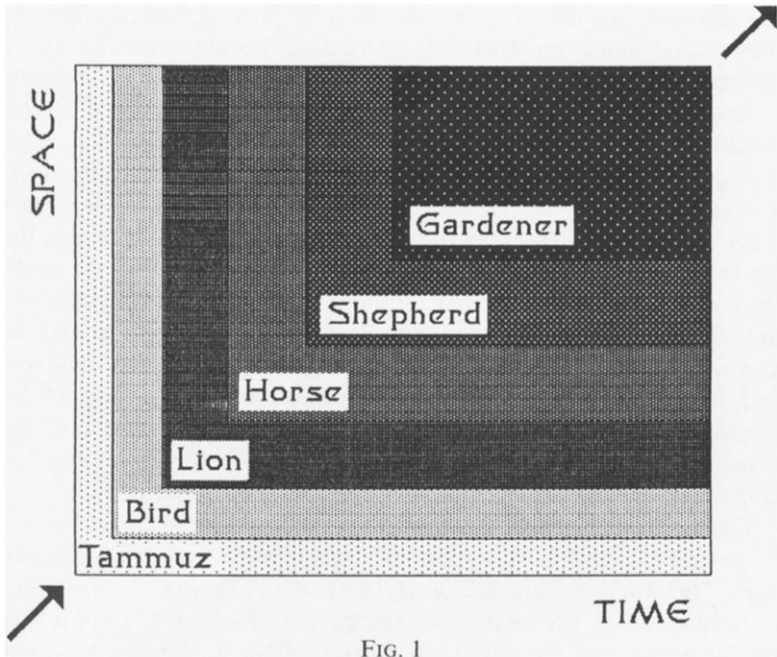 SPACE
Gardener
Shepherd
Horse
Lion
Bird
Tammuz
TIME
FIG. 1